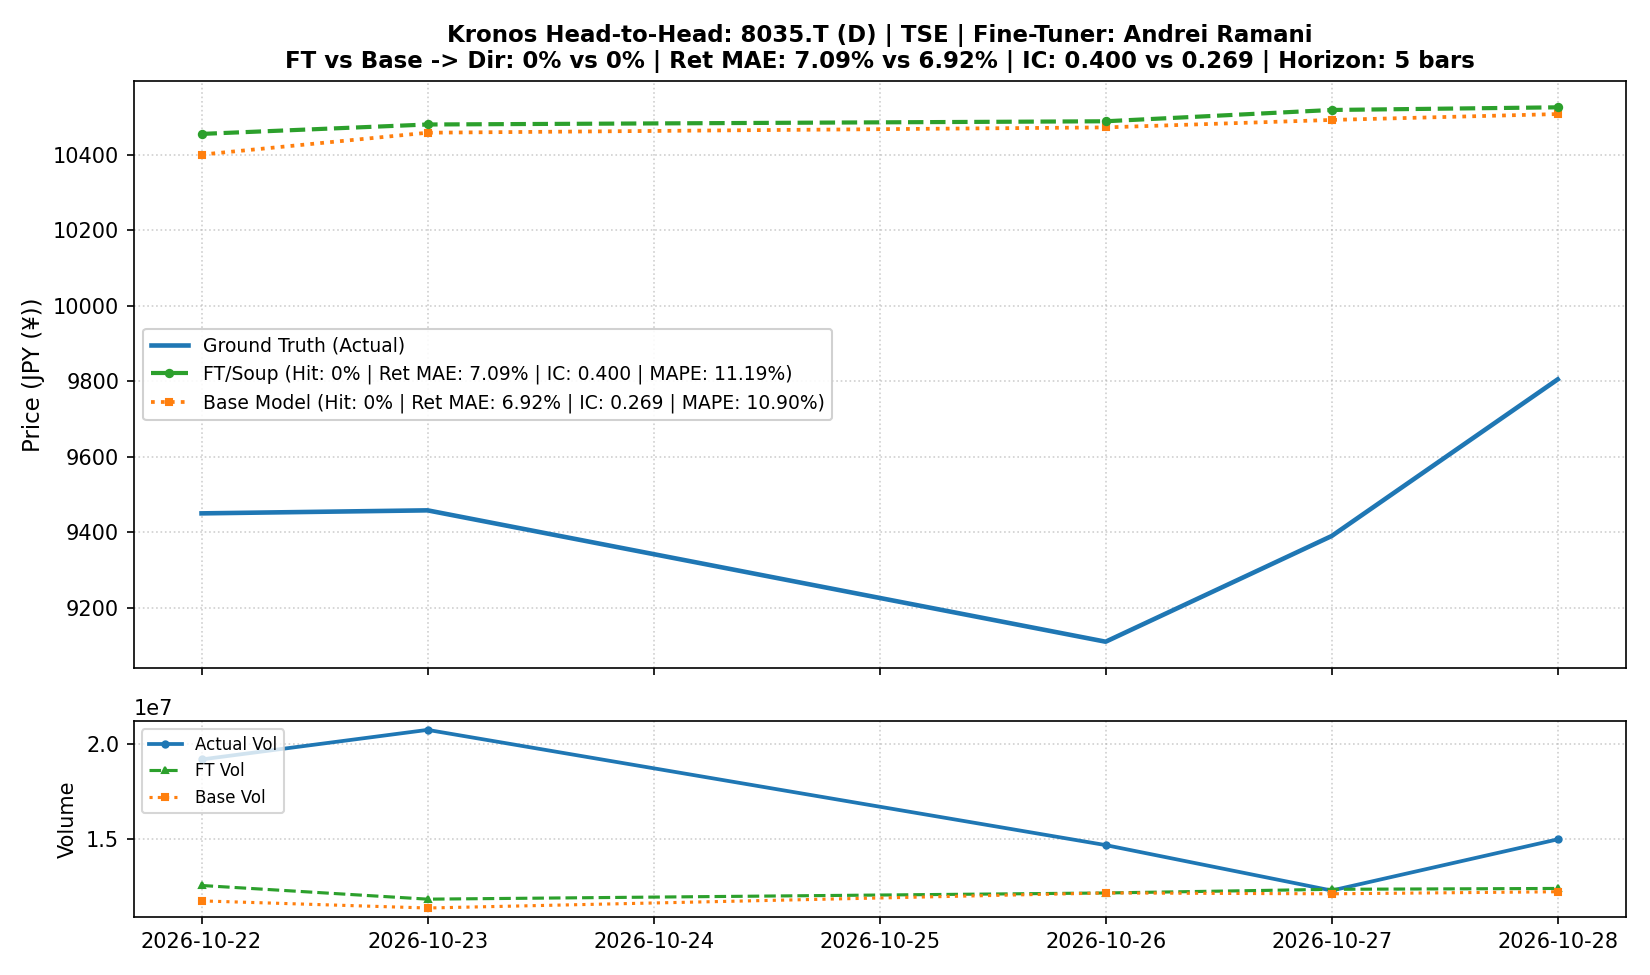 Kronos Head-to-Head: 8035.T (D) | TSE | Fine-Tuner: Andrei Ramani
FT vs Base -> Dir: 0% vs 0% | Ret MAE: 7.09% vs 6.92% | IC: 0.400 vs 0.269 | Horizon: 5 bars
Price (JPY (¥))
10400
10200
10000
9800
9600
9400
9200
Ground Truth (Actual)
FT/Soup (Hit: 0% | Ret MAE: 7.09% | IC: 0.400 | MAPE: 11.19%)
Base Model (Hit: 0% | Ret MAE: 6.92% | IC: 0.269 | MAPE: 10.90%)
1e7
Volume
2.0
1.5
Actual Vol
FT Vol
Base Vol
2026-10-22 2026-10-23 2026-10-24 2026-10-25 2026-10-26 2026-10-27 2026-10-28